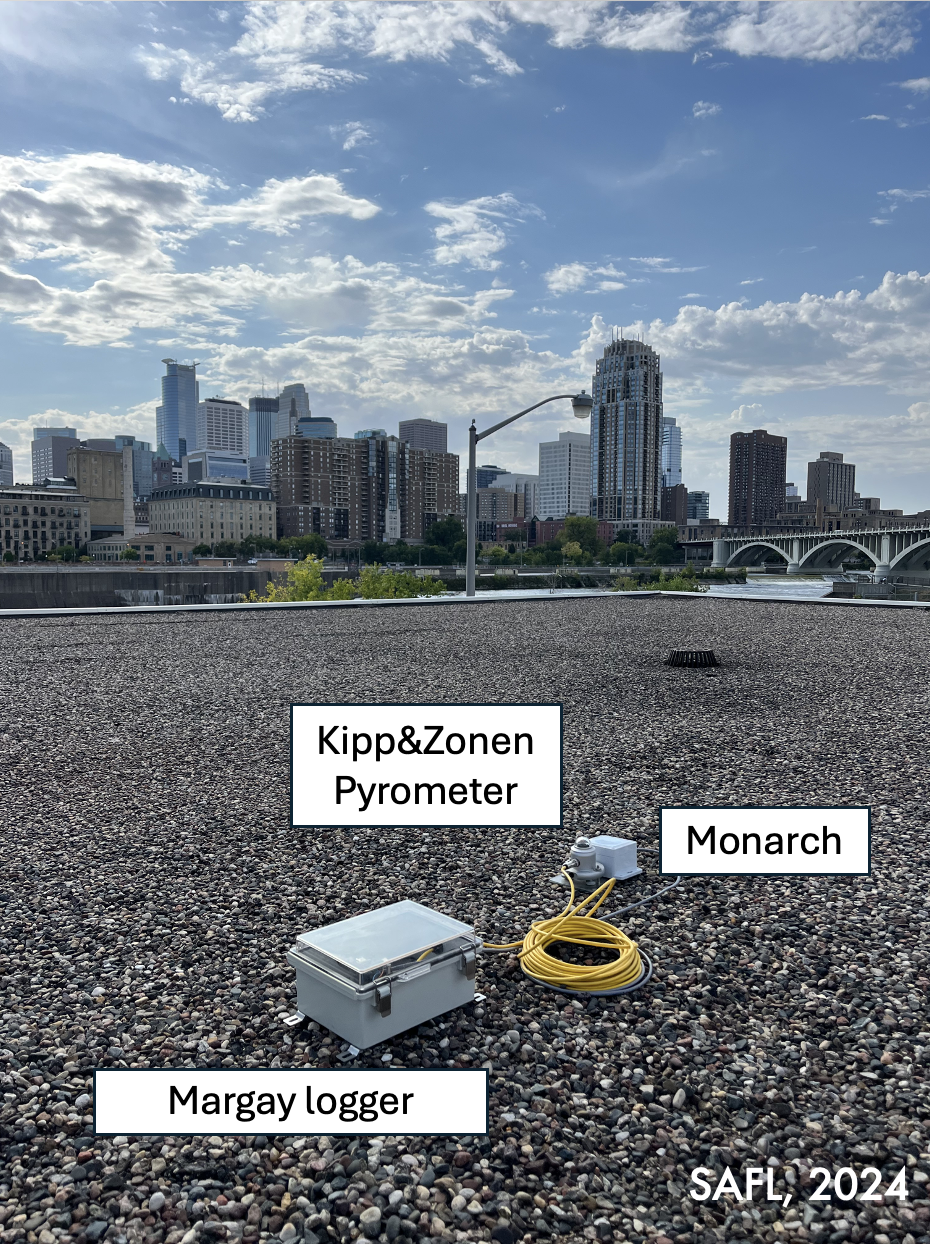 Kipp&Zonen
Pyrometer
Monarch
Margay logger
SAFL, 2024